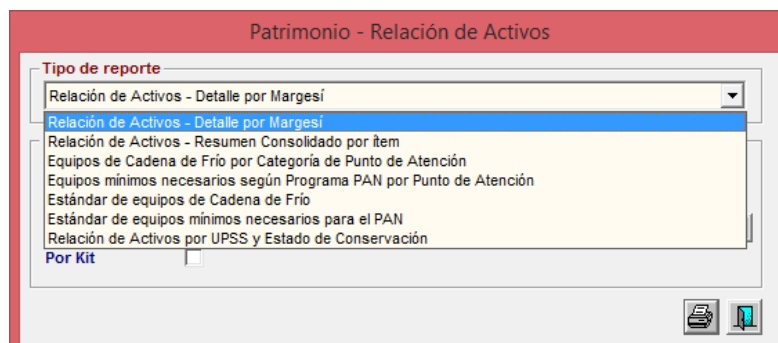 Patrimonio - Relación de Activos
Tipo de reporte
Relación de Activos - Detalle por Margesí
Relación de Activos - Detalle por Margesí
Relación de Activos - Resumen Consolidado por ítem
Equipos de Cadena de Frío por Categoría de Punto de Atención
Equipos mínimos necesarios según Programa PAN por Punto de Atención
Estándar de equipos de Cadena de Frío
Estándar de equipos mínimos necesarios para el PAN
Relación de Activos por UPSS y Estado de Conservación
Por Kit